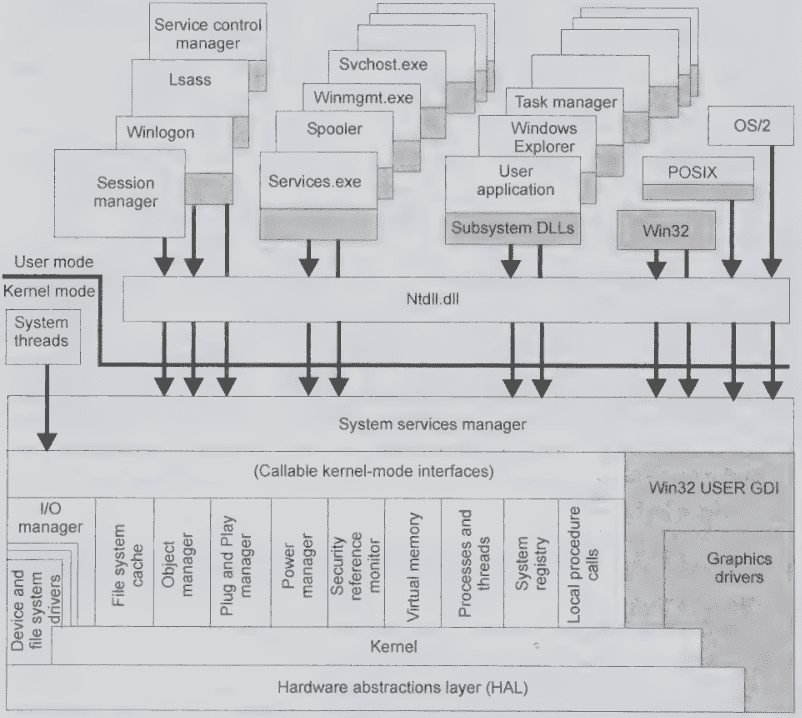 Service control
manager
Lsass
Winlogon
Session
manager
Svchost.exe
Winmgmt.exe
Spooler
Services.exe
Task manager
Windows
Explorer
User
application
Subsystem DLLs
OS/2
POSIX
Win32
User mode
Kernel mode
Ntdll.dll
System
threads
System services manager
(Callable kernel-mode interfaces)
Win32 USER GDI
I/O
manager
Device and
file system
drivers
File system
cache
Object
manager
Plug and Play
manager
Power
manager
Security
reference
monitor
Virtual memory
Processes and
threads
System
registry
Local procedure
calls
Graphics
drivers
Kernel
Hardware abstractions layer (HAL)